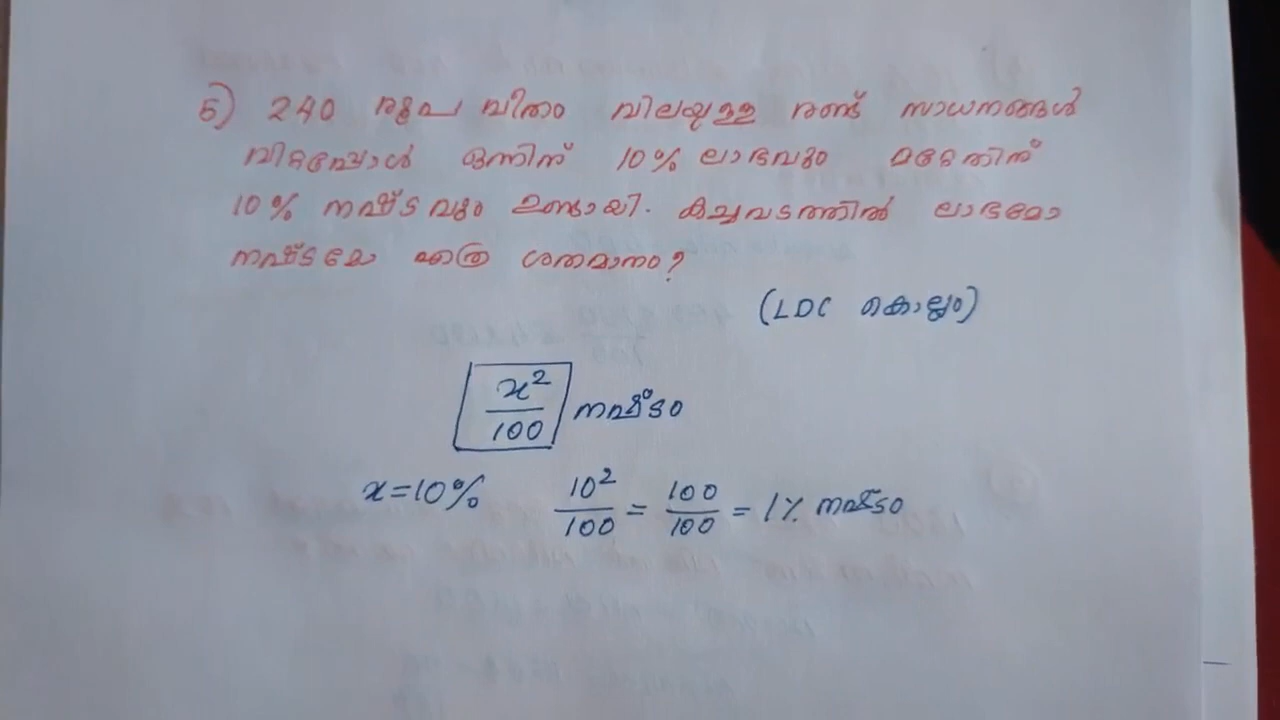 5) 240 രൂപ വീതം വിലയുള്ള രണ്ട് സാധനങ്ങൾ
വിറ്റപ്പോൾ ഒന്നിന് 10% ലാഭവും മറ്റേതിന്
10% നഷ്ടവും ഉണ്ടായി. കച്ചവടത്തിൽ ലാഭമോ
നഷ്ടമോ എത്ര ശതമാനം?
(LDC കൊല്ലം)
x²/100 നഷ്ടം
x=10% 10²/100 = 100/100 = 1% നഷ്ടം